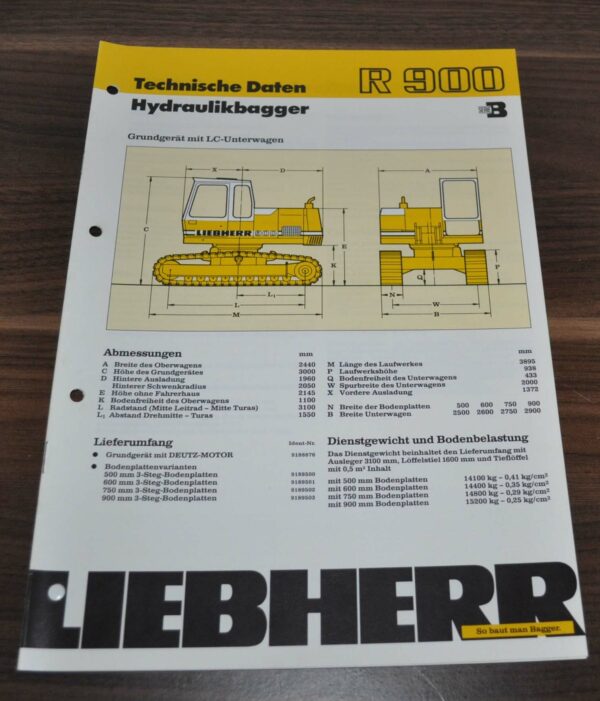 Technische Daten
R 900
Hydraulikbagger
SERIE B
Grundgerät mit LC-Unterwagen
X
D
A
C
E
K
LIEBHERR 900
L₁
L
M
P
Q
N
W
B
Abmessungen mm
A Breite des Oberwagens 2440
C Höhe des Grundgerätes 3000
D Hintere Ausladung 1960
Hinterer Schwenkradius 2050
E Höhe ohne Fahrerhaus 2145
K Bodenfreiheit des Oberwagens 1100
L Radstand (Mitte Leitrad – Mitte Turas) 3100
L₁ Abstand Drehmitte – Turas 1550
mm
M Länge des Laufwerkes 3895
P Laufwerkshöhe 938
Q Bodenfreiheit des Unterwagens 433
W Spurbreite des Unterwagens 2000
X Vordere Ausladung 1372
N Breite der Bodenplatten 500 600 750 900
B Breite Unterwagen 2500 2600 2750 2900
Lieferumfang Ident-Nr.
● Grundgerät mit DEUTZ-MOTOR 9198676
● Bodenplattenvarianten
500 mm 3-Steg-Bodenplatten 9189500
600 mm 3-Steg-Bodenplatten 9189501
750 mm 3-Steg-Bodenplatten 9189502
900 mm 3-Steg-Bodenplatten 9189503
Dienstgewicht und Bodenbelastung
Das Dienstgewicht beinhaltet den Lieferumfang mit
Ausleger 3100 mm, Löffelstiel 1600 mm und Tieflöffel
mit 0,5 m³ Inhalt
mit 500 mm Bodenplatten 14100 kg – 0,41 kg/cm²
mit 600 mm Bodenplatten 14400 kg – 0,35 kg/cm²
mit 750 mm Bodenplatten 14800 kg – 0,29 kg/cm²
mit 900 mm Bodenplatten 15200 kg – 0,25 kg/cm²
LIEBHERR
So baut man Bagger.